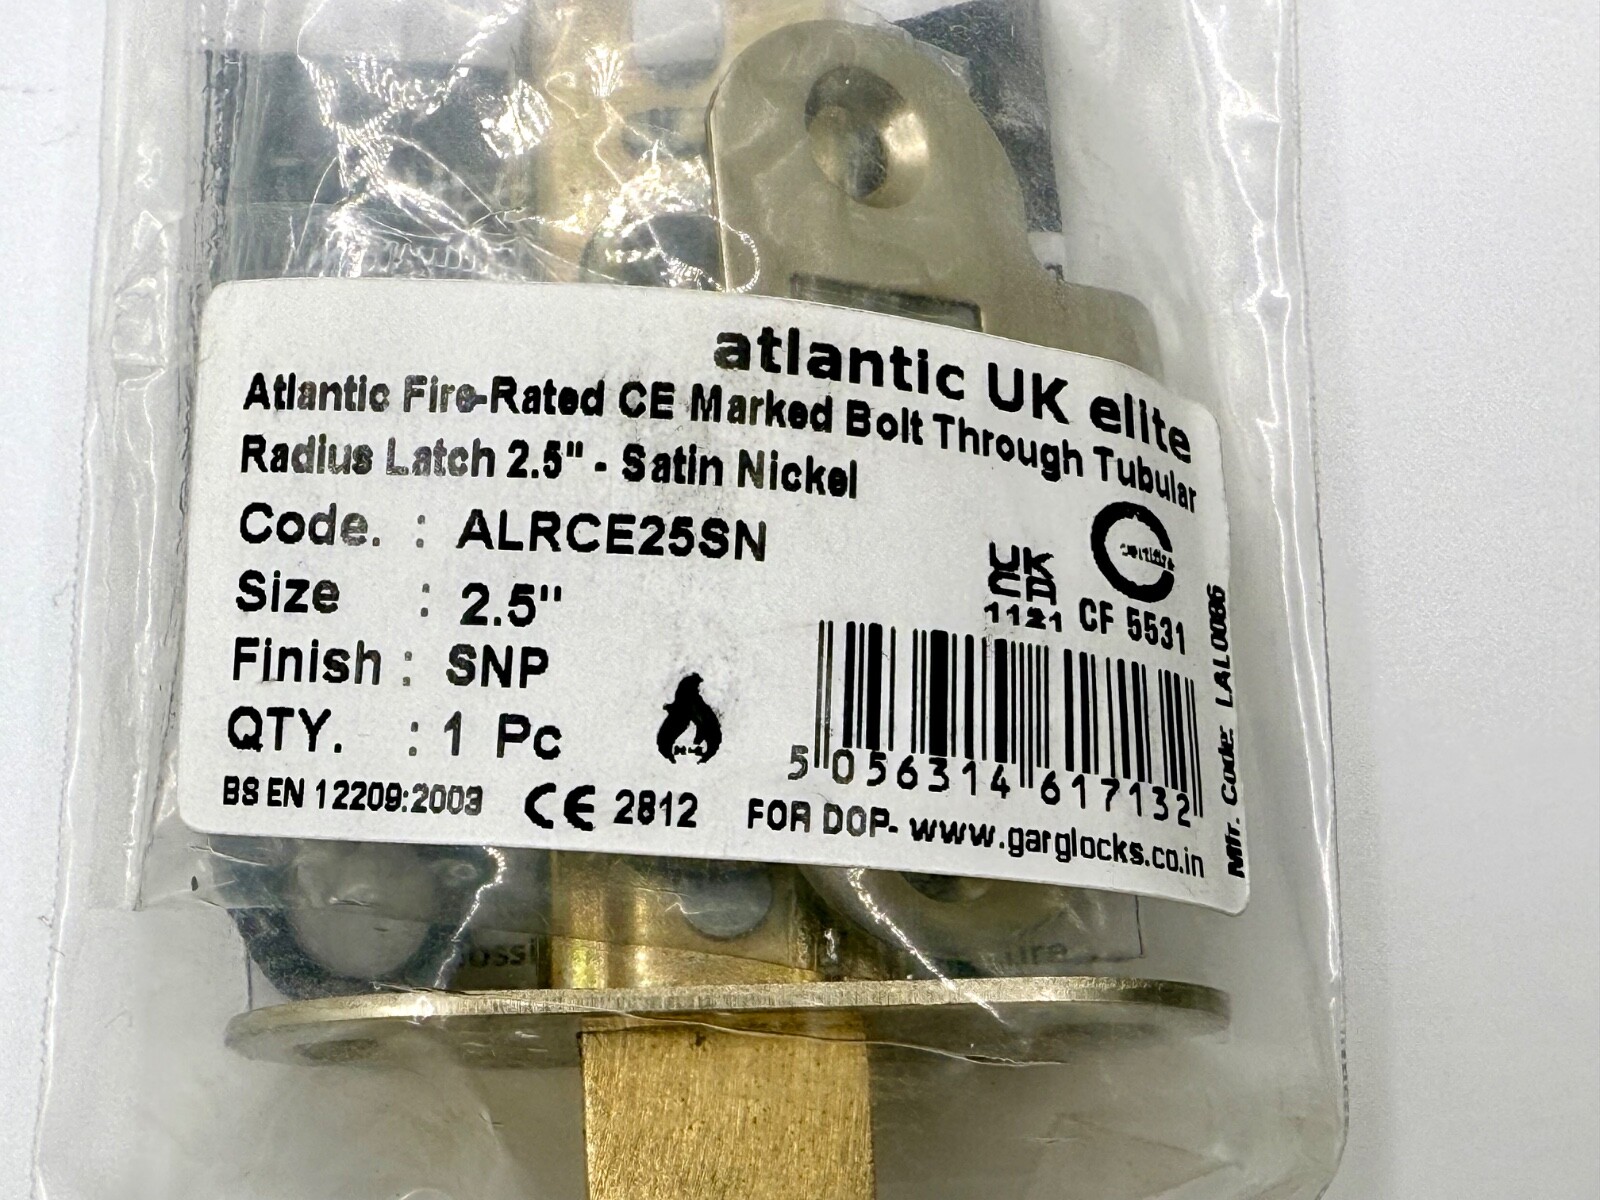 atlantic UK elite
Atlantic Fire-Rated CE Marked Bolt Through Tubular
Radius Latch 2.5" - Satin Nickel
Code. : ALRCE25SN
Size : 2.5"
Finish : SNP
QTY. : 1 Pc
UK
CA
1121
certifire
CF 5531
5 056314 617132
BS EN 12209:2003 CE 2812 FOR DOP- www.garglocks.co.in
Mfr. Code: LAL0086